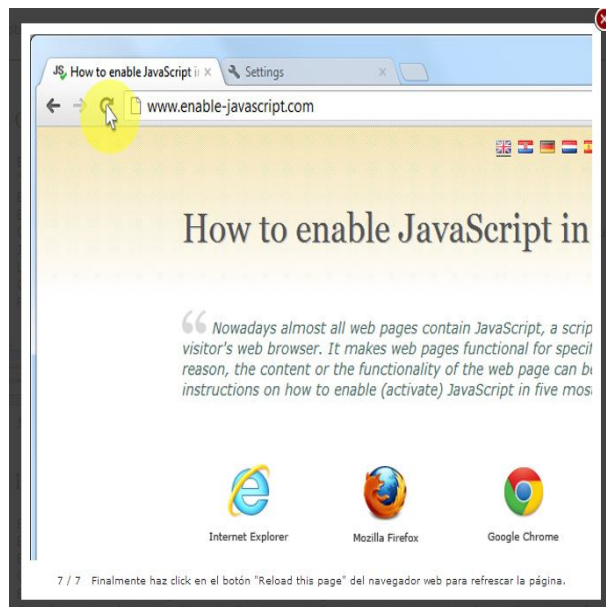 JS How to enable JavaScript i
Settings
www.enable-javascript.com
How to enable JavaScript in
Nowadays almost all web pages contain JavaScript, a scrip
visitor's web browser. It makes web pages functional for specif
reason, the content or the functionality of the web page can be
instructions on how to enable (activate) JavaScript in five mos
Internet Explorer
Mozilla Firefox
Google Chrome
7 / 7 Finalmente haz click en el botón "Reload this page" del navegador web para refrescar la página.